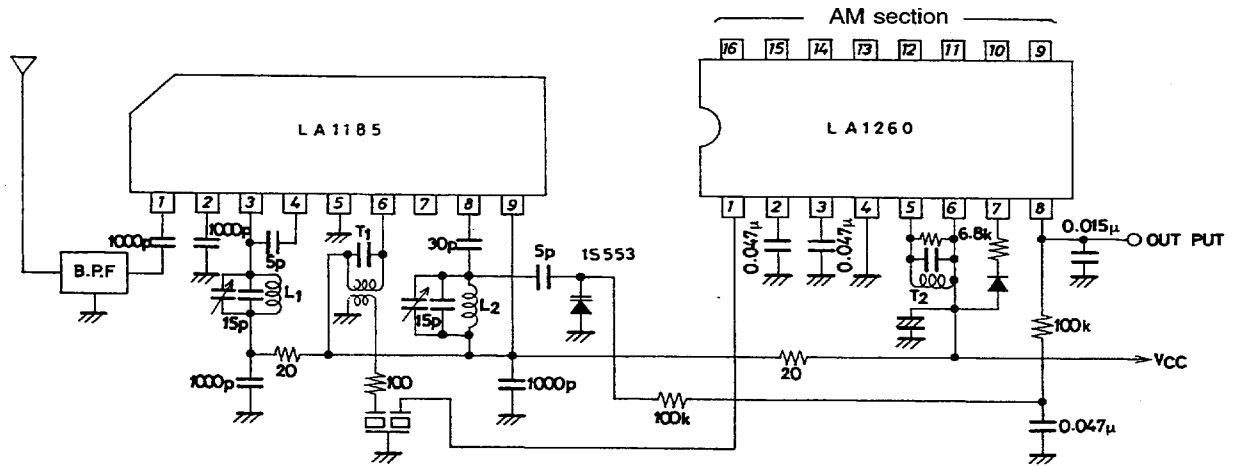 AM section
16 15 14 13 12 11 10 9
LA1185
LA1260
1 2 3 4 5 6 7 8 9
1 2 3 4 5 6 7 8
1000p
1000p
5p
T1
30p
5p
1S553
0.047μ
0.047μ
6.8k
0.015μ
OUT PUT
B.P.F
L1
15p
15p
L2
T2
100k
20
20
VCC
1000p
100
1000p
100k
0.047μ